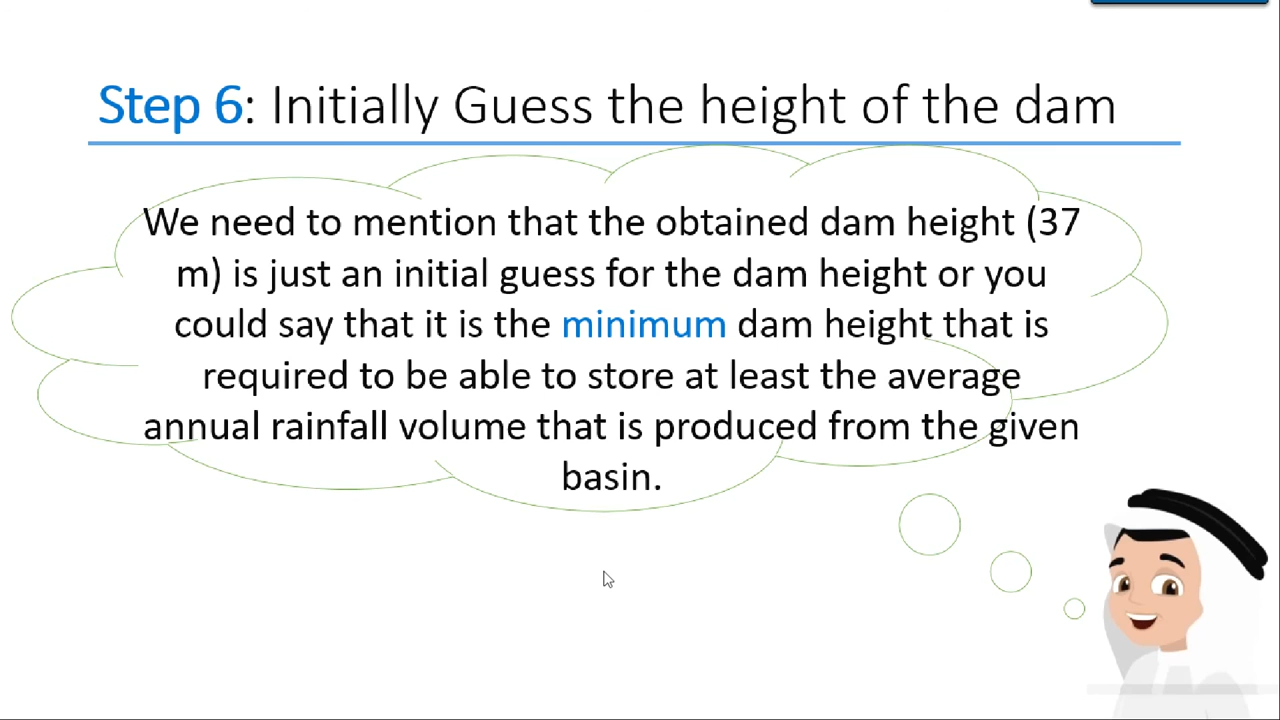 Step 6: Initially Guess the height of the dam
We need to mention that the obtained dam height (37
m) is just an initial guess for the dam height or you
could say that it is the minimum dam height that is
required to be able to store at least the average
annual rainfall volume that is produced from the given
basin.